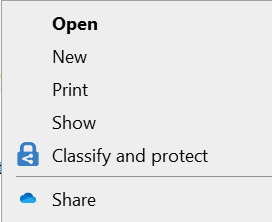 Open
New
Print
Show
Classify and protect
Share